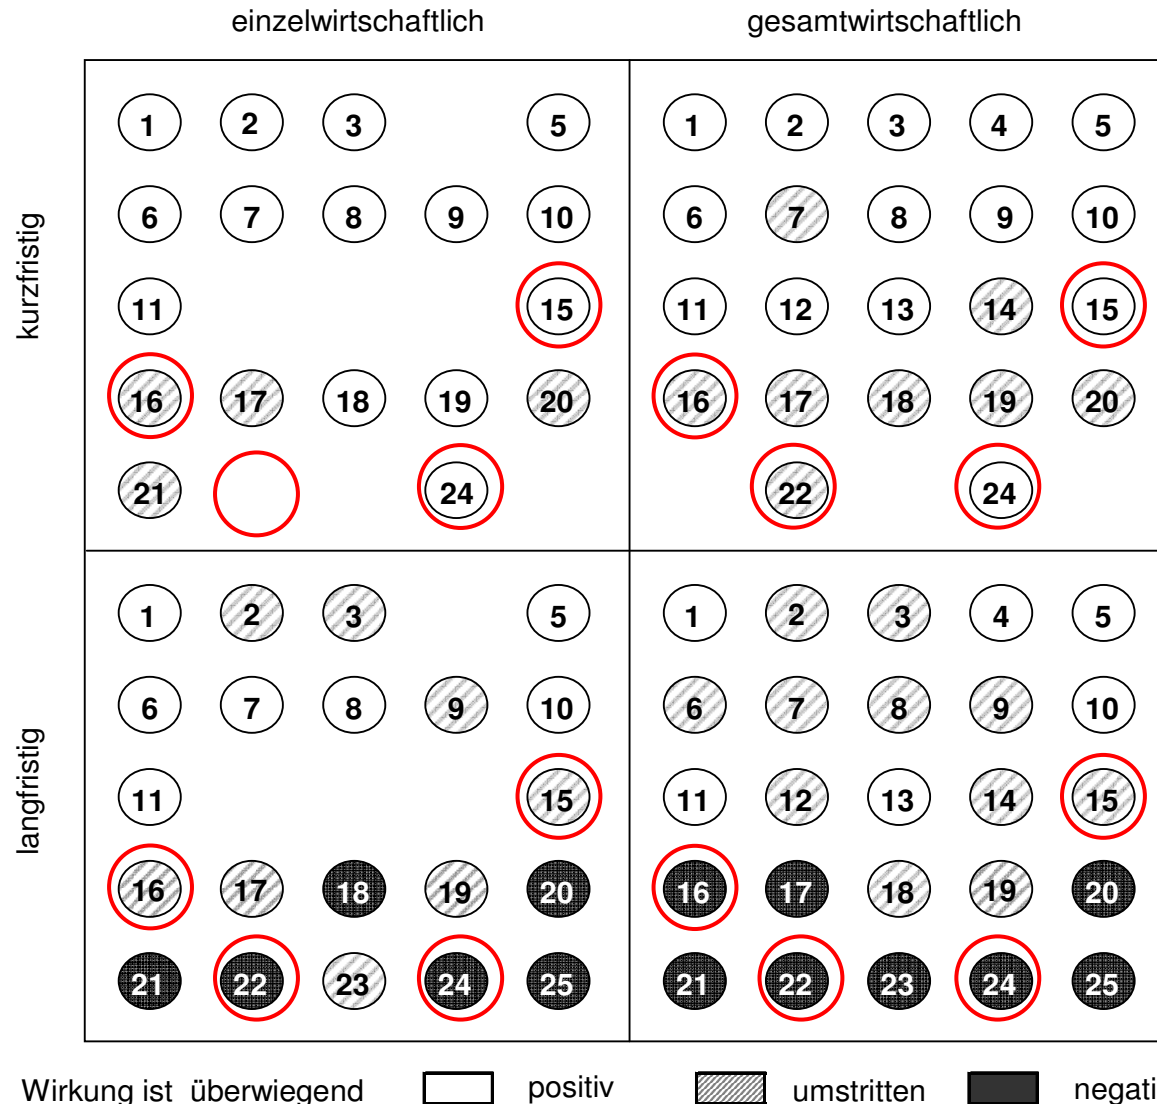 einzelwirtschaftlich gesamtwirtschaftlich
kurzfristig
1 2 3 5 1 2 3 4 5
6 7 8 9 10 6 7 8 9 10
11 15 11 12 13 14 15
16 17 18 19 20 16 17 18 19 20
21 24 22 24
langfristig
1 2 3 5 1 2 3 4 5
6 7 8 9 10 6 7 8 9 10
11 15 11 12 13 14 15
16 17 18 19 20 16 17 18 19 20
21 22 23 24 25 21 22 23 24 25
Wirkung ist überwiegend positiv umstritten negati